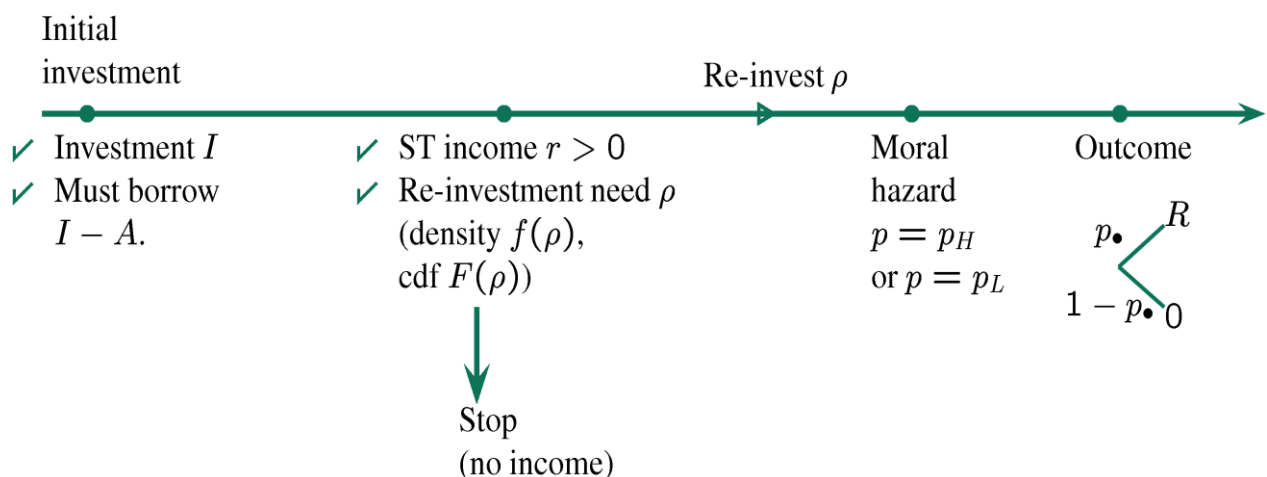 Initial
investment
Re-invest ρ
✓ Investment I
✓ Must borrow
I − A.
✓ ST income r > 0
✓ Re-investment need ρ
(density f(ρ),
cdf F(ρ))
Stop
(no income)
Moral
hazard
p = p_H
or p = p_L
Outcome
R
p•
1 − p•
0